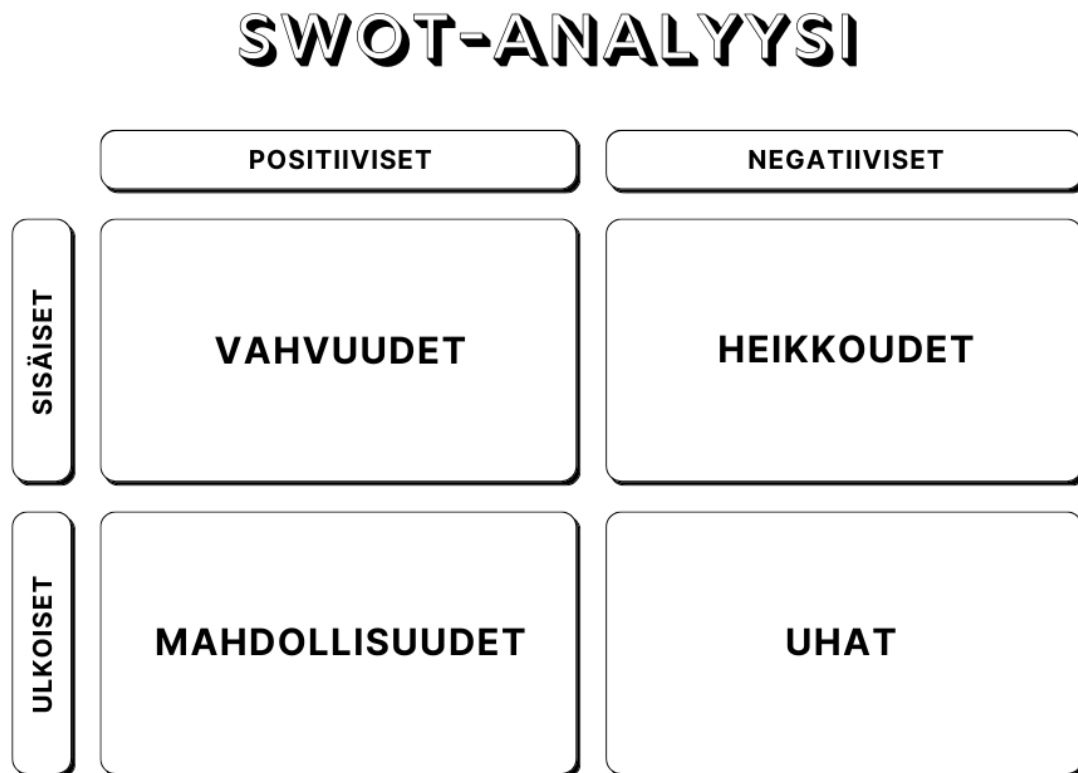 SWOT-ANALYYSI
POSITIIVISET
NEGATIIVISET
SISÄISET
VAHVUUDET
HEIKKOUDET
ULKOISET
MAHDOLLISUUDET
UHAT